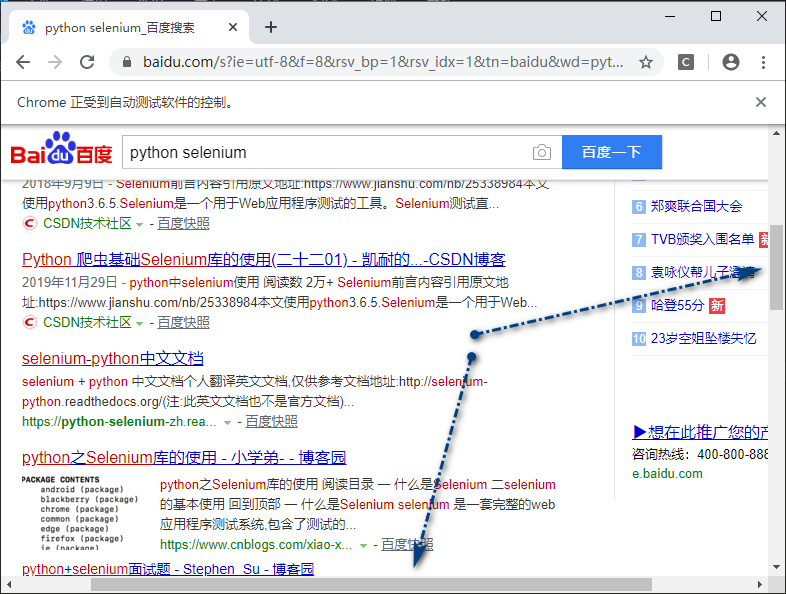 python selenium_百度搜索
baidu.com/s?ie=utf-8&f=8&rsv_bp=1&rsv_idx=1&tn=baidu&wd=pyt...
C
Chrome 正受到自动测试软件的控制。
Bai du 百度
python selenium
百度一下
2018年9月9日 - Selenium前言内容引用原文地址:https://www.jianshu.com/nb/25338984本文
使用python3.6.5.Selenium是一个用于Web应用程序测试的工具。Selenium测试直...
CSDN技术社区 - 百度快照
Python 爬虫基础Selenium库的使用(二十二01) - 凯耐的...-CSDN博客
2019年11月29日 - python中selenium使用 阅读数 2万+ Selenium前言内容引用原文地
址:https://www.jianshu.com/nb/25338984本文使用python3.6.5.Selenium是一个用于Web...
CSDN技术社区 - 百度快照
selenium-python中文文档
selenium + python 中文文档个人翻译英文文档,仅供参考文档地址:http://selenium-
python.readthedocs.org/(注:此英文文档也不是官方文档)...
https://python-selenium-zh.rea... - 百度快照
python之Selenium库的使用 - 小学弟- - 博客园
PACKAGE CONTENTS
android (package)
blackberry (package)
chrome (package)
common (package)
edge (package)
firefox (package)
ie (package)
python之Selenium库的使用 阅读目录 一 什么是Selenium 二selenium
的基本使用 回到顶部 一 什么是Selenium selenium 是一套完整的web
应用程序测试系统,包含了测试的...
https://www.cnblogs.com/xiao-x... - 百度快照
python+selenium面试题 - Stephen_Su - 博客园
6 郑爽联合国大会
7 TVB颁奖入围名单 新
8 袁咏仪帮儿子
9 哈登55分 新
10 23岁空姐坠楼失忆
▶想在此推广您的产
咨询热线：400-800-888
e.baidu.com